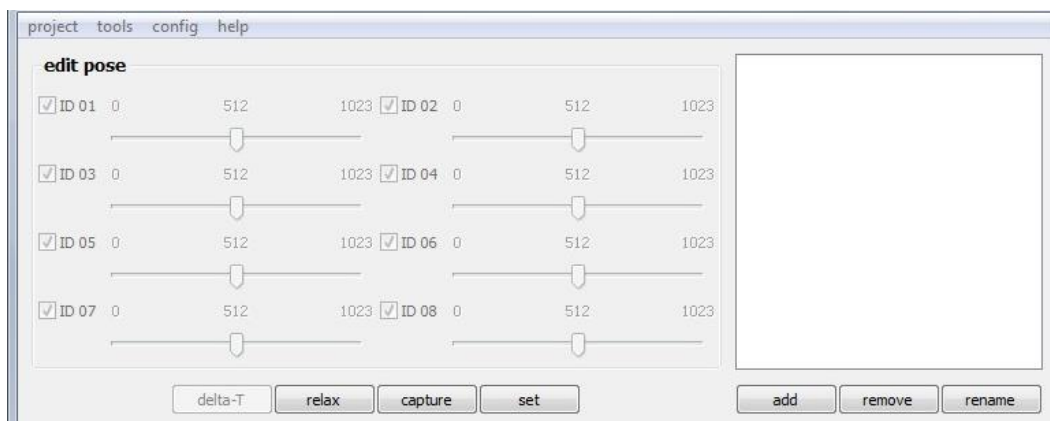 project tools config help
edit pose
ID 01 0 512 1023 ID 02 0 512 1023
ID 03 0 512 1023 ID 04 0 512 1023
ID 05 0 512 1023 ID 06 0 512 1023
ID 07 0 512 1023 ID 08 0 512 1023
delta-T relax capture set add remove rename